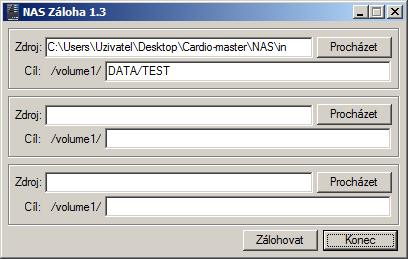 NAS Záloha 1.3
Zdroj: C:\Users\Uzivatel\Desktop\Cardio-master\NAS\in Procházet
Cíl: /volume1/ DATA/TEST
Zdroj: Procházet
Cíl: /volume1/
Zdroj: Procházet
Cíl: /volume1/
Zálohovat Konec